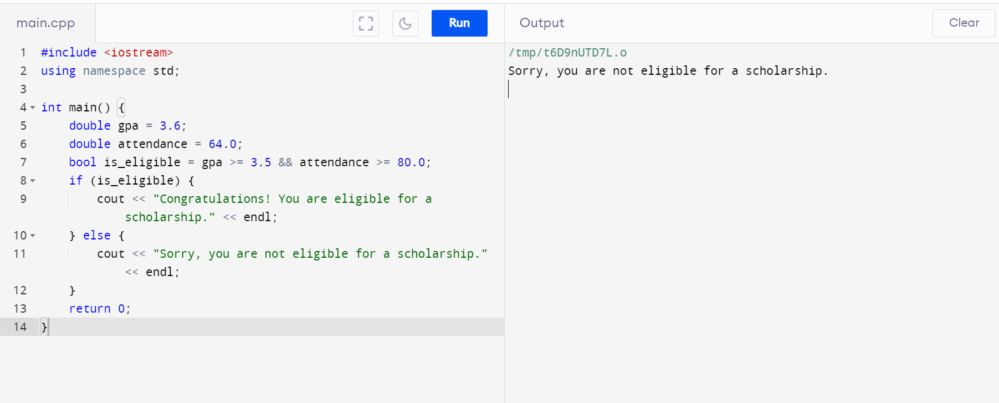 main.cpp
Run
Output
Clear
1 #include <iostream>
2 using namespace std;
3
4 int main() {
5     double gpa = 3.6;
6     double attendance = 64.0;
7     bool is_eligible = gpa >= 3.5 && attendance >= 80.0;
8     if (is_eligible) {
9         cout << "Congratulations! You are eligible for a
            scholarship." << endl;
10     } else {
11         cout << "Sorry, you are not eligible for a scholarship."
            << endl;
12     }
13     return 0;
14 }
/tmp/t6D9nUTD7L.o
Sorry, you are not eligible for a scholarship.